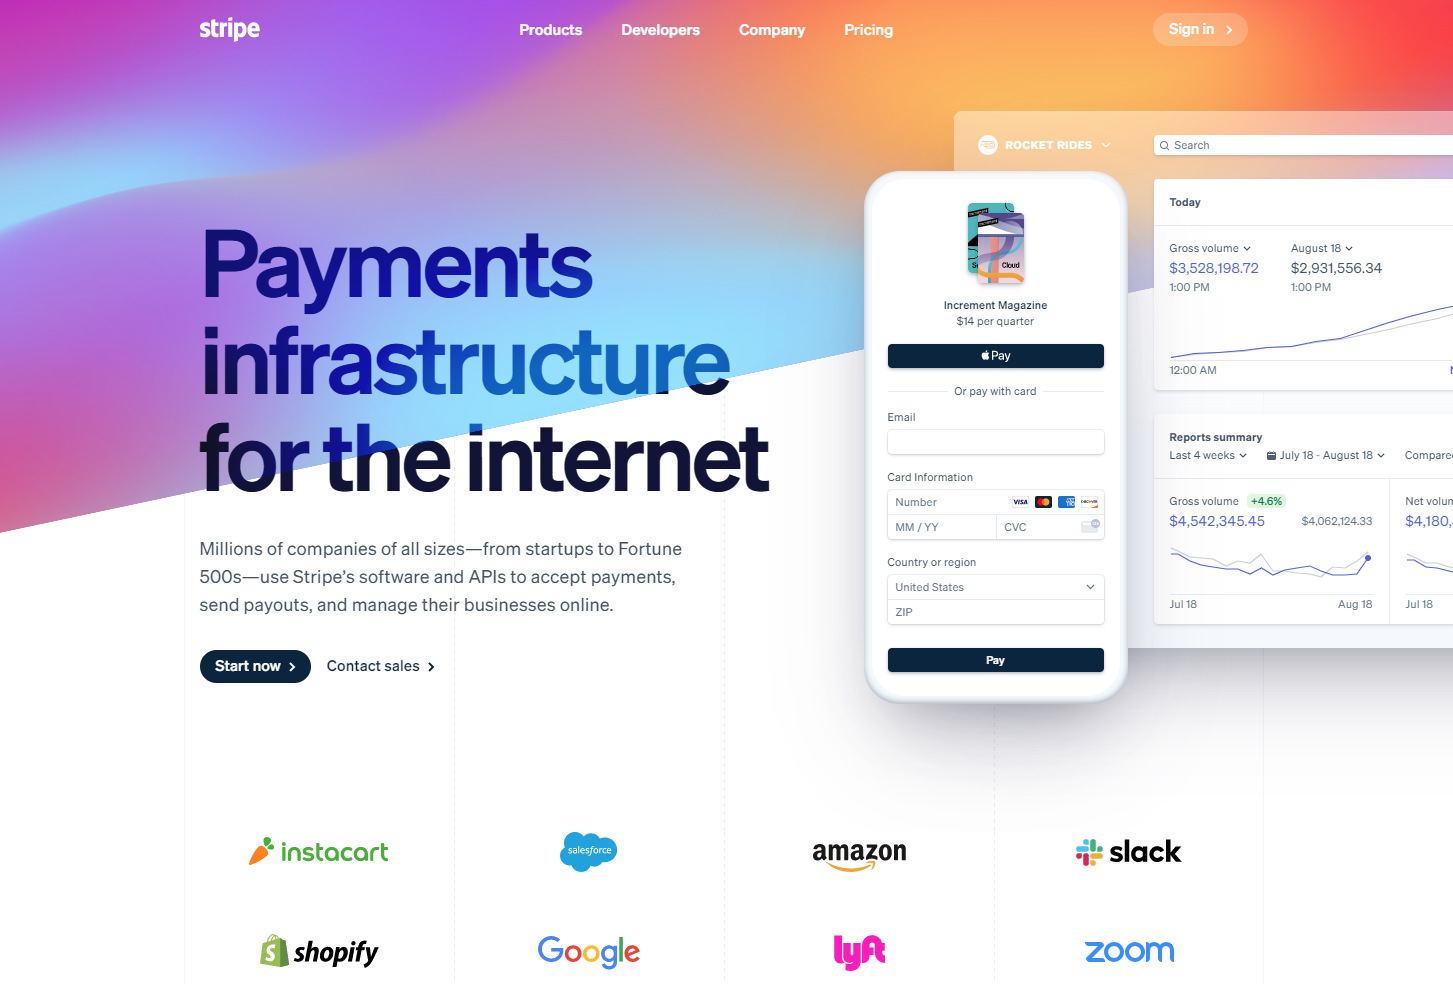 stripe
Products
Developers
Company
Pricing
Sign in
Payments
infrastructure
for the internet
Millions of companies of all sizes—from startups to Fortune
500s—use Stripe’s software and APIs to accept payments,
send payouts, and manage their businesses online.
Start now
Contact sales
Cloud
Increment Magazine
$14 per quarter
Pay
Or pay with card
Email
Card Information
Number
VISA
MM / YY
CVC
Country or region
United States
ZIP
Pay
ROCKET RIDES
Search
Today
Gross volume
August 18
$3,528,198.72
$2,931,556.34
1:00 PM
1:00 PM
12:00 AM
Reports summary
Last 4 weeks
July 18 - August 18
Gross volume
+4.6%
$4,542,345.45
$4,062,124.33
Jul 18
Aug 18
Jul 18
instacart
salesforce
amazon
slack
shopify
Google
lyft
zoom